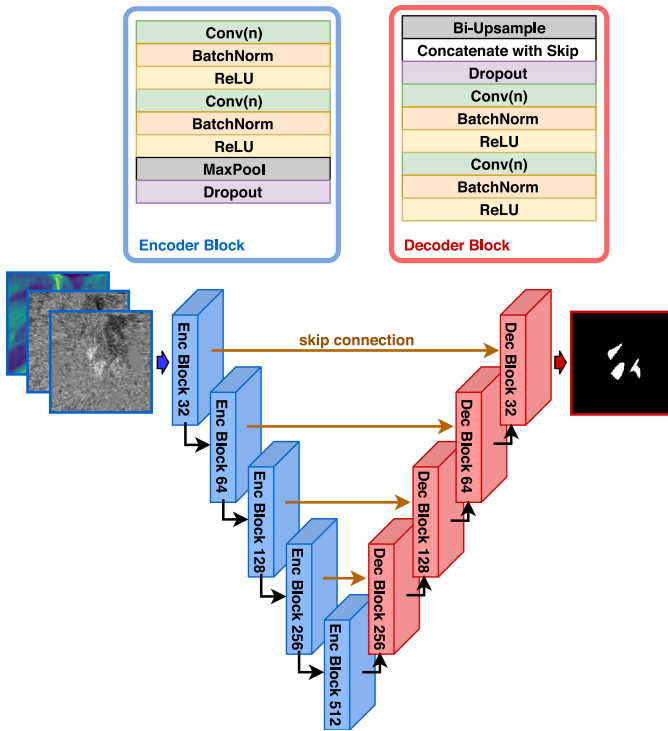 Conv(n)
BatchNorm
ReLU
Conv(n)
BatchNorm
ReLU
MaxPool
Dropout
Encoder Block
Bi-Upsample
Concatenate with Skip
Dropout
Conv(n)
BatchNorm
ReLU
Conv(n)
BatchNorm
ReLU
Decoder Block
Enc Block 32
skip connection
Dec Block 32
Enc Block 64
Dec Block 64
Enc Block 128
Dec Block 128
Enc Block 256
Dec Block 256
Enc Block 512